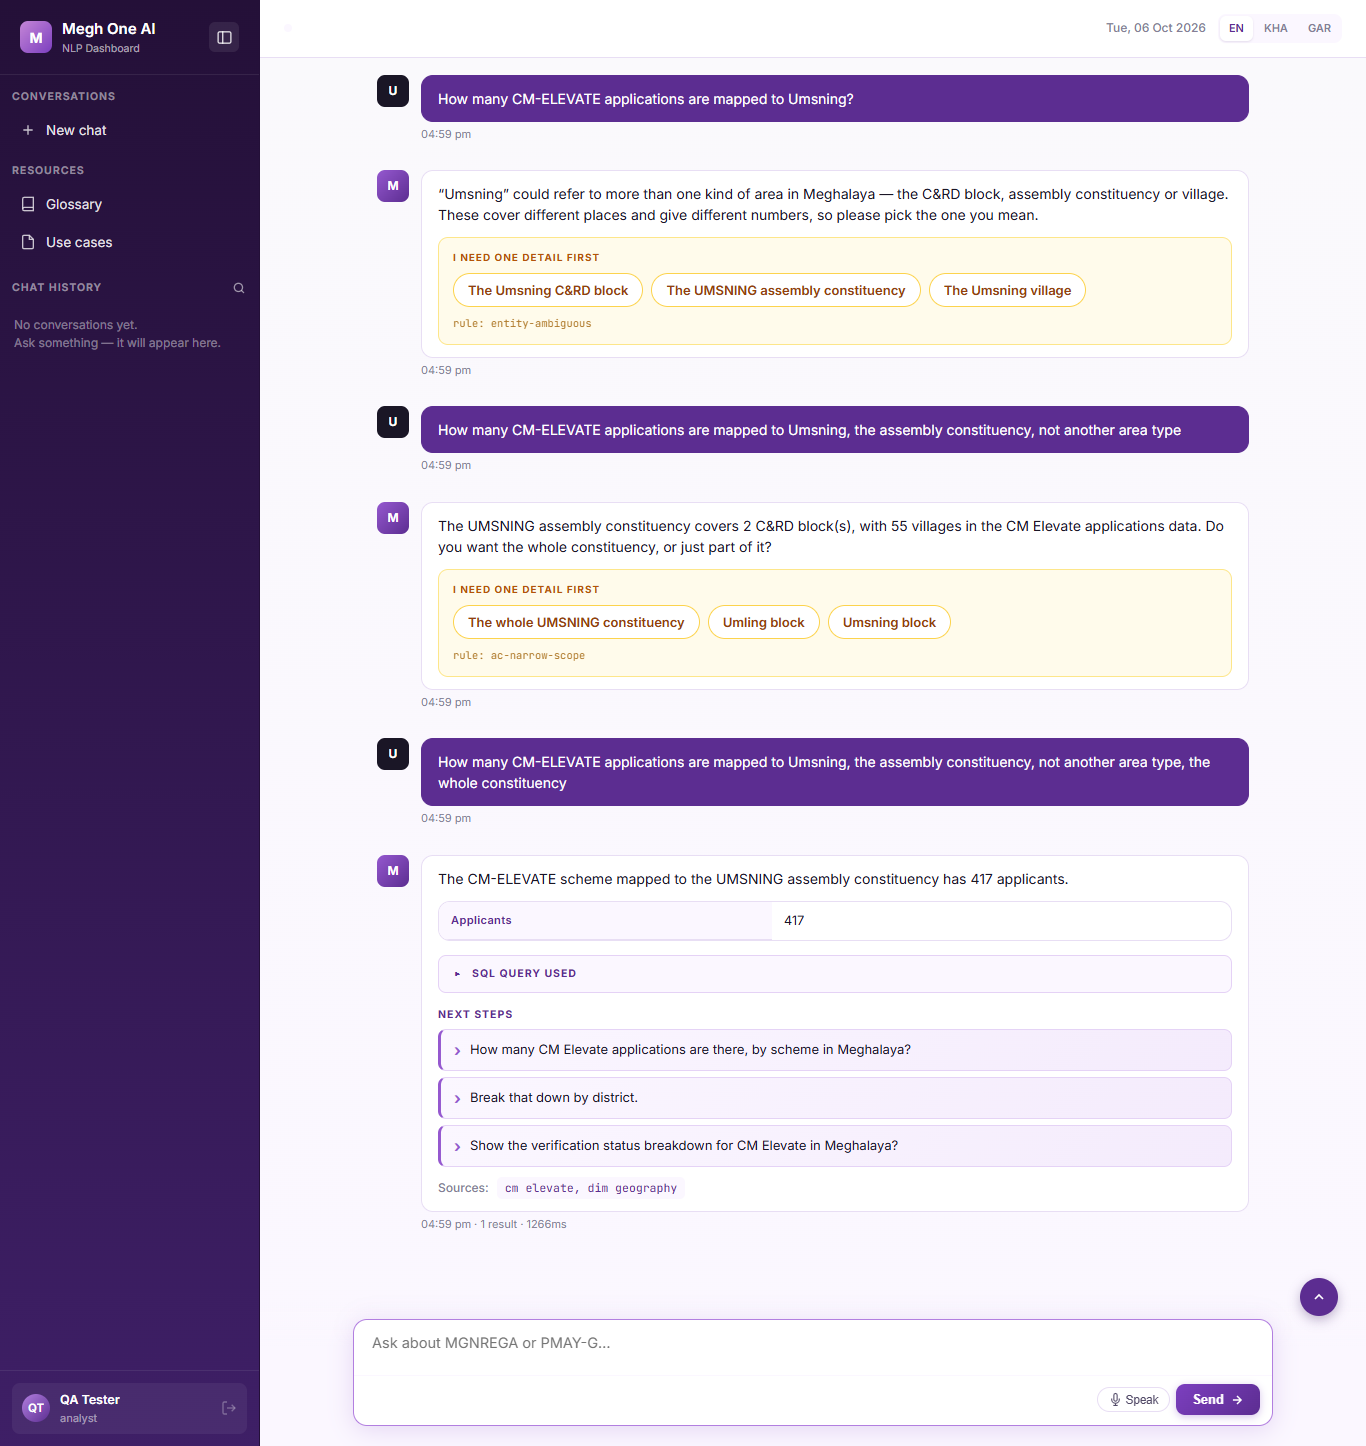 M
Megh One AI
NLP Dashboard
CONVERSATIONS
New chat
RESOURCES
Glossary
Use cases
CHAT HISTORY
No conversations yet.
Ask something — it will appear here.
QT
QA Tester
analyst
Tue, 06 Oct 2026
EN
KHA
GAR
U
How many CM-ELEVATE applications are mapped to Umsning?
04:59 pm
M
“Umsning” could refer to more than one kind of area in Meghalaya — the C&RD block, assembly constituency or village.
These cover different places and give different numbers, so please pick the one you mean.
I NEED ONE DETAIL FIRST
The Umsning C&RD block
The UMSNING assembly constituency
The Umsning village
rule: entity-ambiguous
04:59 pm
U
How many CM-ELEVATE applications are mapped to Umsning, the assembly constituency, not another area type
04:59 pm
M
The UMSNING assembly constituency covers 2 C&RD block(s), with 55 villages in the CM Elevate applications data. Do
you want the whole constituency, or just part of it?
I NEED ONE DETAIL FIRST
The whole UMSNING constituency
Umling block
Umsning block
rule: ac-narrow-scope
04:59 pm
U
How many CM-ELEVATE applications are mapped to Umsning, the assembly constituency, not another area type, the
whole constituency
04:59 pm
M
The CM-ELEVATE scheme mapped to the UMSNING assembly constituency has 417 applicants.
Applicants
417
SQL QUERY USED
NEXT STEPS
How many CM Elevate applications are there, by scheme in Meghalaya?
Break that down by district.
Show the verification status breakdown for CM Elevate in Meghalaya?
Sources: cm elevate, dim geography
04:59 pm · 1 result · 1266ms
Ask about MGNREGA or PMAY-G...
Speak
Send →